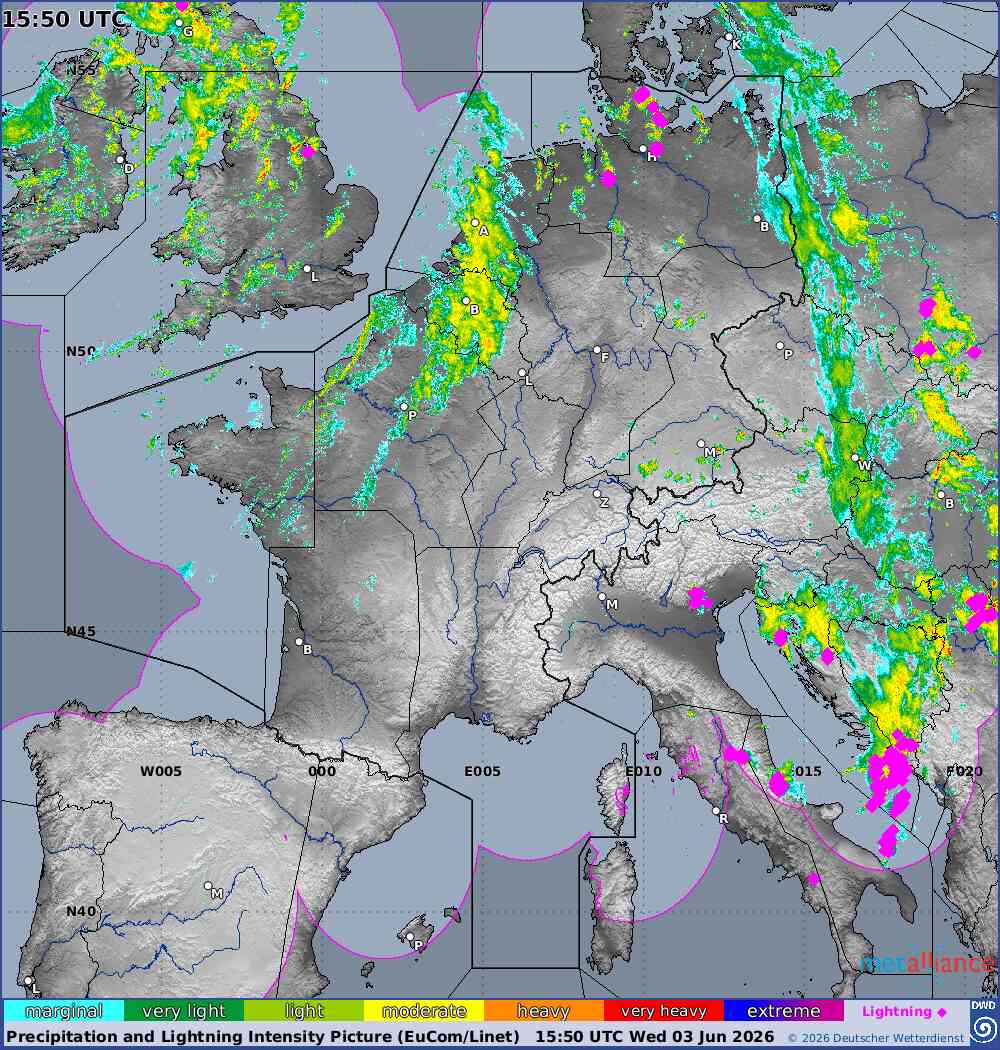 15:50 UTC
G
K
N55
H
D
A
B
L
B
N50
P
F
L
P
M
W
Z
B
M
N45
B
W005
000
E005
E010
015
E020
R
M
N40
P
metalliance
L
marginal very light light moderate heavy very heavy extreme Lightning
DWD
Precipitation and Lightning Intensity Picture (EuCom/Linet) 15:50 UTC Wed 03 Jun 2026 © 2026 Deutscher Wetterdienst